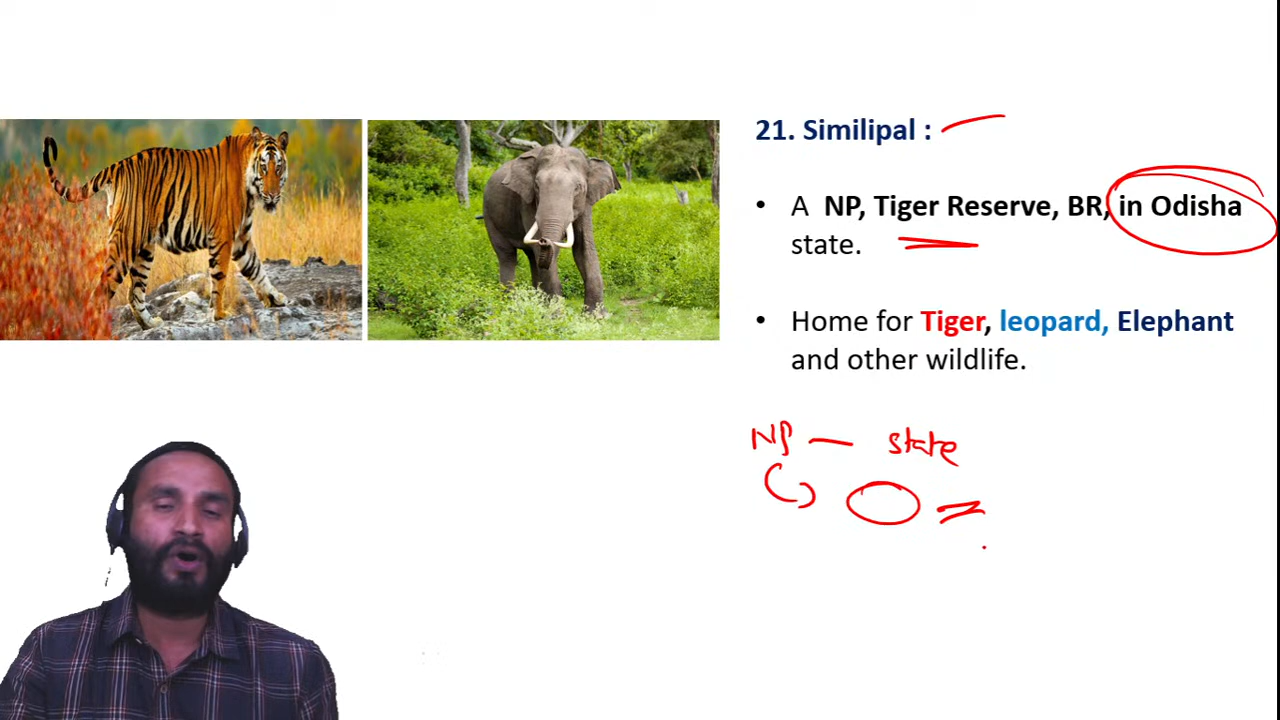 21. Similipal :
• A NP, Tiger Reserve, BR, in Odisha
state.
• Home for Tiger, leopard, Elephant
and other wildlife.
NP — state